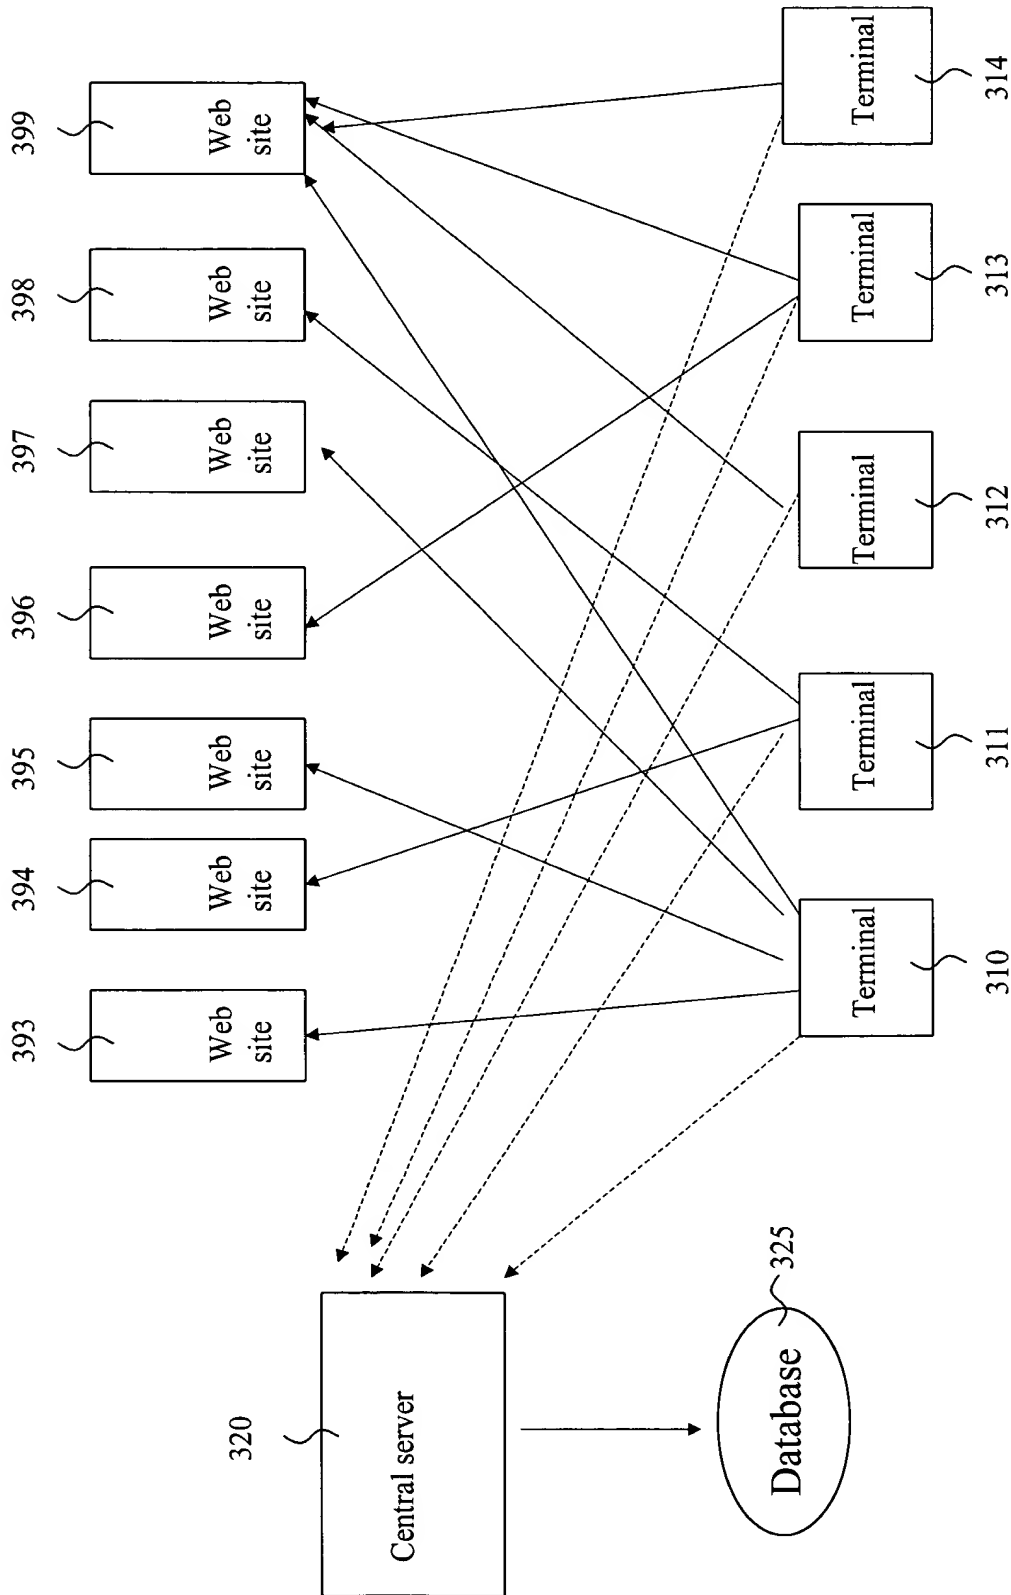 399
Web
site
398
Web
site
397
Web
site
396
Web
site
395
Web
site
394
Web
site
393
Web
site
314
Terminal
313
Terminal
312
Terminal
311
Terminal
310
Terminal
320
Central server
325
Database